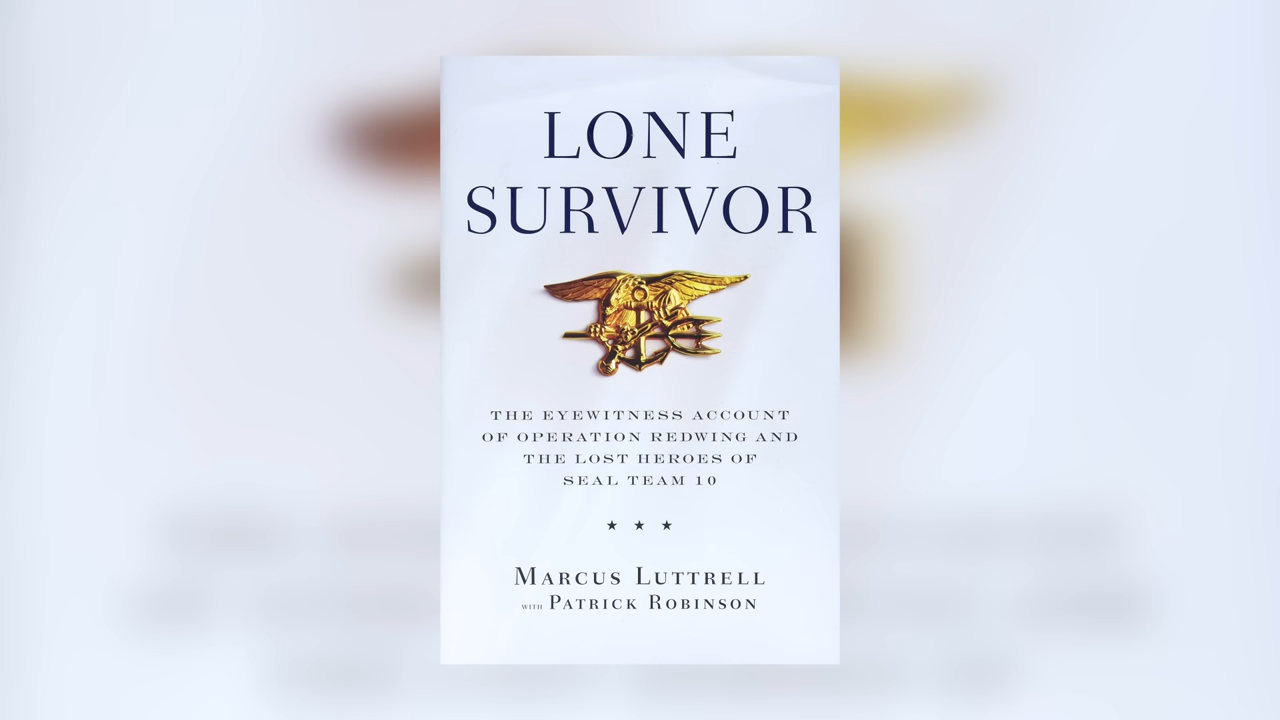 LONE
SURVIVOR
THE EYEWITNESS ACCOUNT
OF OPERATION REDWING AND
THE LOST HEROES OF
SEAL TEAM 10
★ ★ ★
MARCUS LUTTRELL
WITH PATRICK ROBINSON